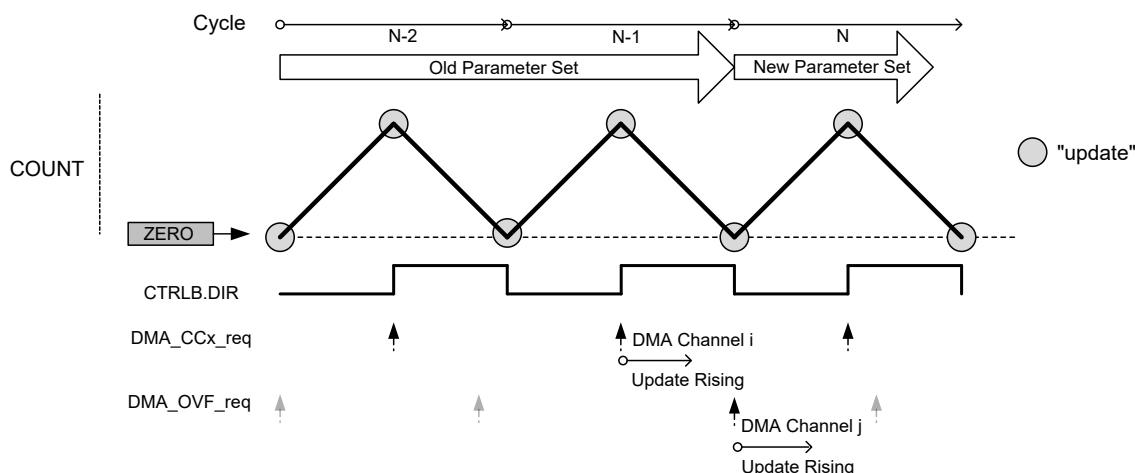 Cycle
N-2 N-1 N
Old Parameter Set New Parameter Set
COUNT
"update"
ZERO
CTRLB.DIR
DMA_CCx_req
DMA Channel i
Update Rising
DMA_OVF_req
DMA Channel j
Update Rising